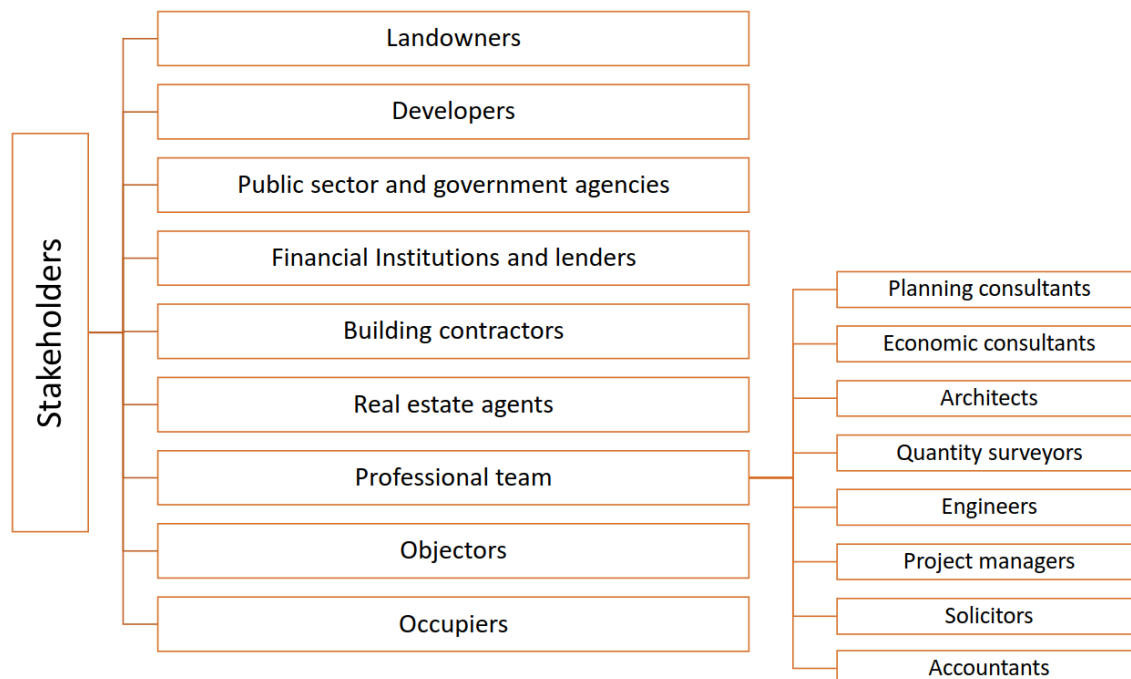 Stakeholders
Landowners
Developers
Public sector and government agencies
Financial Institutions and lenders
Building contractors
Real estate agents
Professional team
Objectors
Occupiers
Planning consultants
Economic consultants
Architects
Quantity surveyors
Engineers
Project managers
Solicitors
Accountants